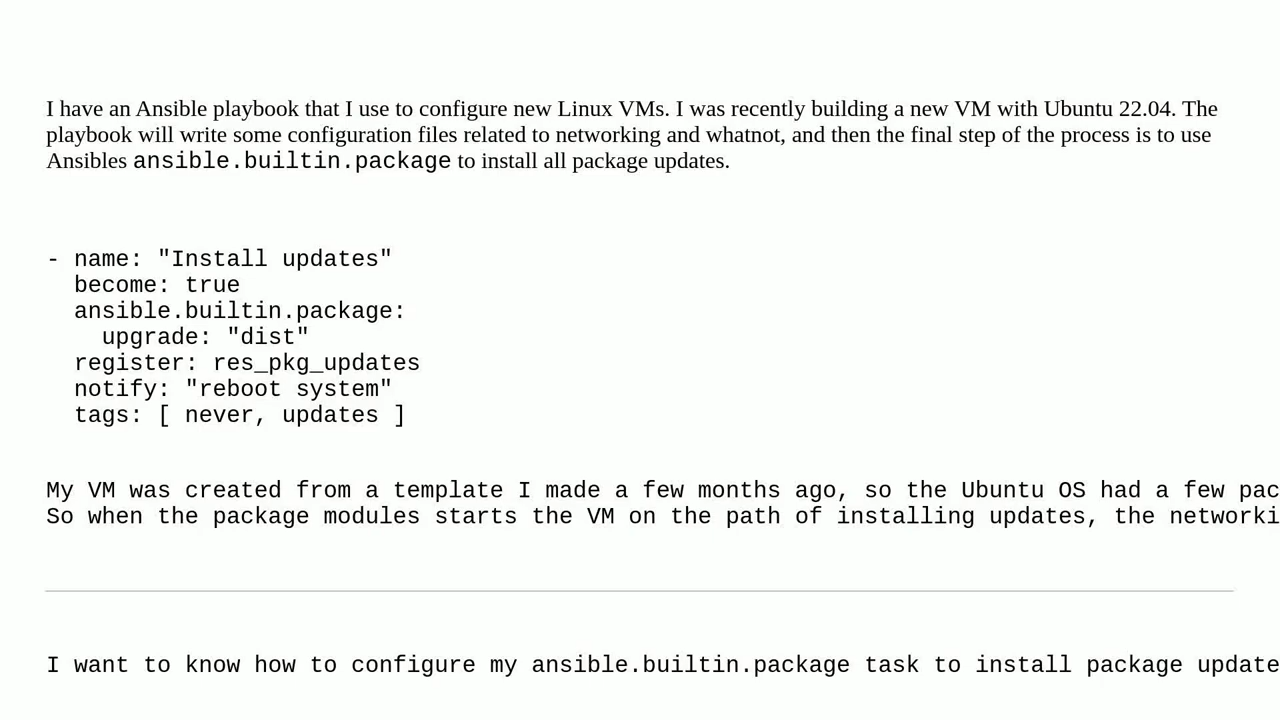 I have an Ansible playbook that I use to configure new Linux VMs. I was recently building a new VM with Ubuntu 22.04. The
playbook will write some configuration files related to networking and whatnot, and then the final step of the process is to use
Ansibles ansible.builtin.package to install all package updates.
- name: "Install updates"
  become: true
  ansible.builtin.package:
    upgrade: "dist"
  register: res_pkg_updates
  notify: "reboot system"
  tags: [ never, updates ]
My VM was created from a template I made a few months ago, so the Ubuntu OS had a few pac
So when the package modules starts the VM on the path of installing updates, the networki
I want to know how to configure my ansible.builtin.package task to install package update